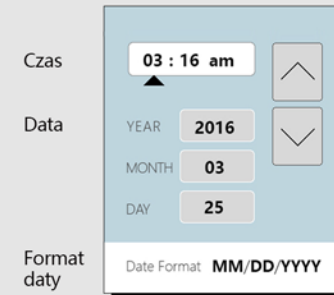 Czas 03 : 16 am
Data YEAR 2016
MONTH 03
DAY 25
Format
daty
Date Format MM/DD/YYYY